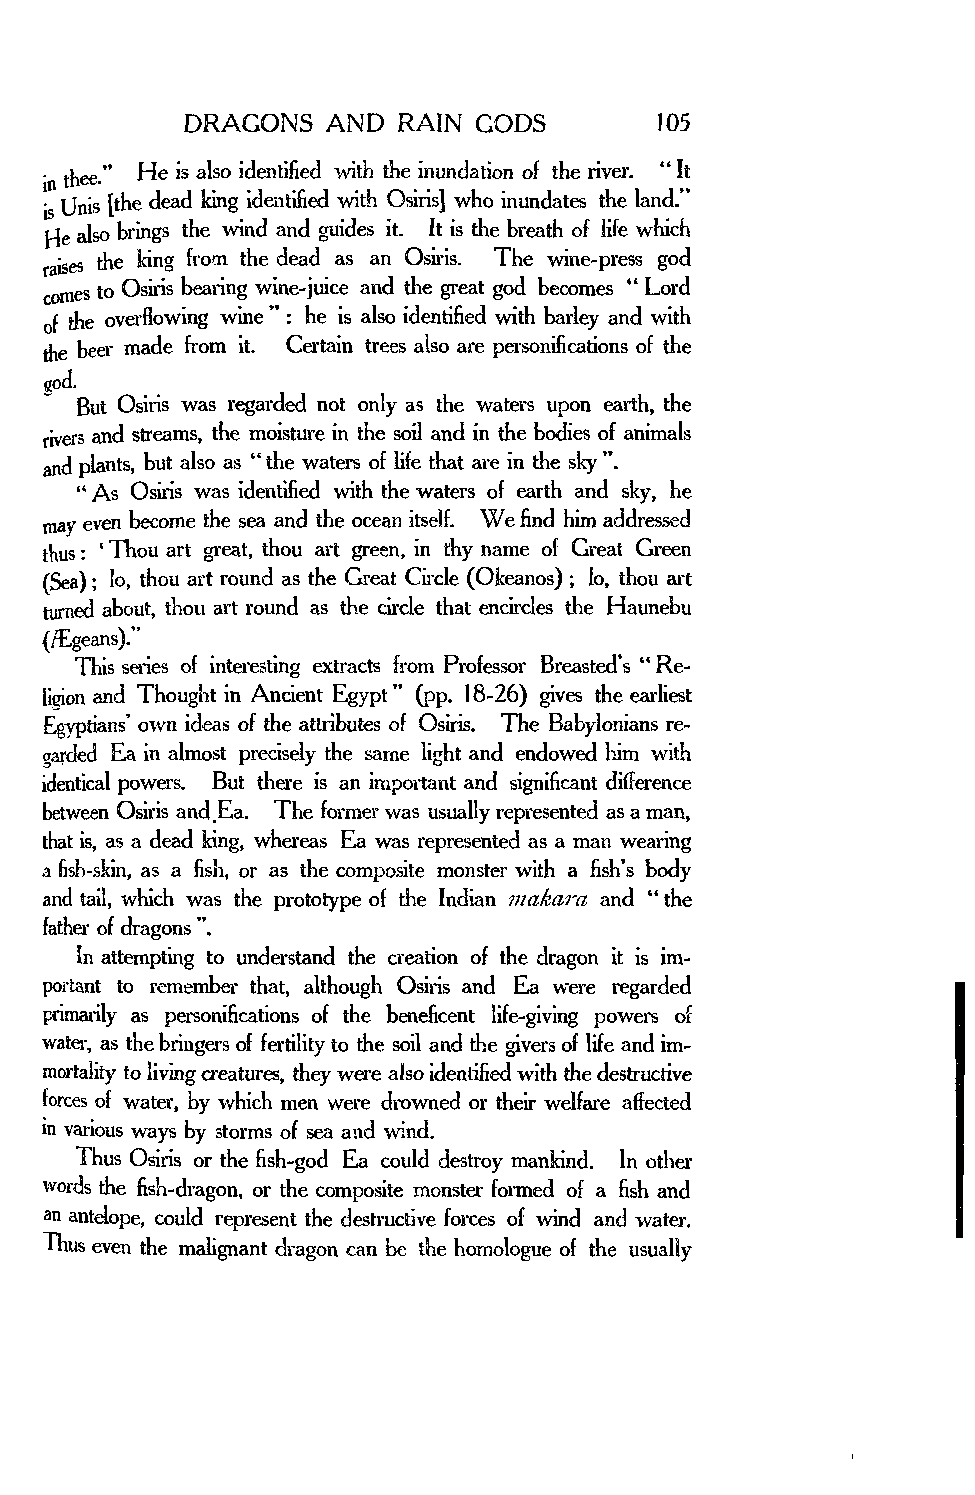 DRAGONS AND RAIN GODS 105
in thee." He is also identified with the inundation of the river. "It
is Unis [the dead king identified with Osiris] who inundates the land."
He also brings the wind and guides it. It is the breath of life which
raises the king from the dead as an Osiris. The wine-press god
comes to Osiris bearing wine-juice and the great god becomes "Lord
of the overflowing wine": he is also identified with barley and with
the beer made from it. Certain trees also are personifications of the
god.
But Osiris was regarded not only as the waters upon earth, the
rivers and streams, the moisture in the soil and in the bodies of animals
and plants, but also as "the waters of life that are in the sky".
"As Osiris was identified with the waters of earth and sky, he
may even become the sea and the ocean itself. We find him addressed
thus: 'Thou art great, thou art green, in thy name of Great Green
(Sea); lo, thou art round as the Great Circle (Okeanos); lo, thou art
turned about, thou art round as the circle that encircles the Haunebu
(Ægeans)."
This series of interesting extracts from Professor Breasted's "Re-
ligion and Thought in Ancient Egypt" (pp. 18-26) gives the earliest
Egyptians' own ideas of the attributes of Osiris. The Babylonians re-
garded Ea in almost precisely the same light and endowed him with
identical powers. But there is an important and significant difference
between Osiris and Ea. The former was usually represented as a man,
that is, as a dead king, whereas Ea was represented as a man wearing
a fish-skin, as a fish, or as the composite monster with a fish's body
and tail, which was the prototype of the Indian makara and "the
father of dragons".
In attempting to understand the creation of the dragon it is im-
portant to remember that, although Osiris and Ea were regarded
primarily as personifications of the beneficent life-giving powers of
water, as the bringers of fertility to the soil and the givers of life and im-
mortality to living creatures, they were also identified with the destructive
forces of water, by which men were drowned or their welfare affected
in various ways by storms of sea and wind.
Thus Osiris or the fish-god Ea could destroy mankind. In other
words the fish-dragon, or the composite monster formed of a fish and
an antelope, could represent the destructive forces of wind and water.
Thus even the malignant dragon can be the homologue of the usually